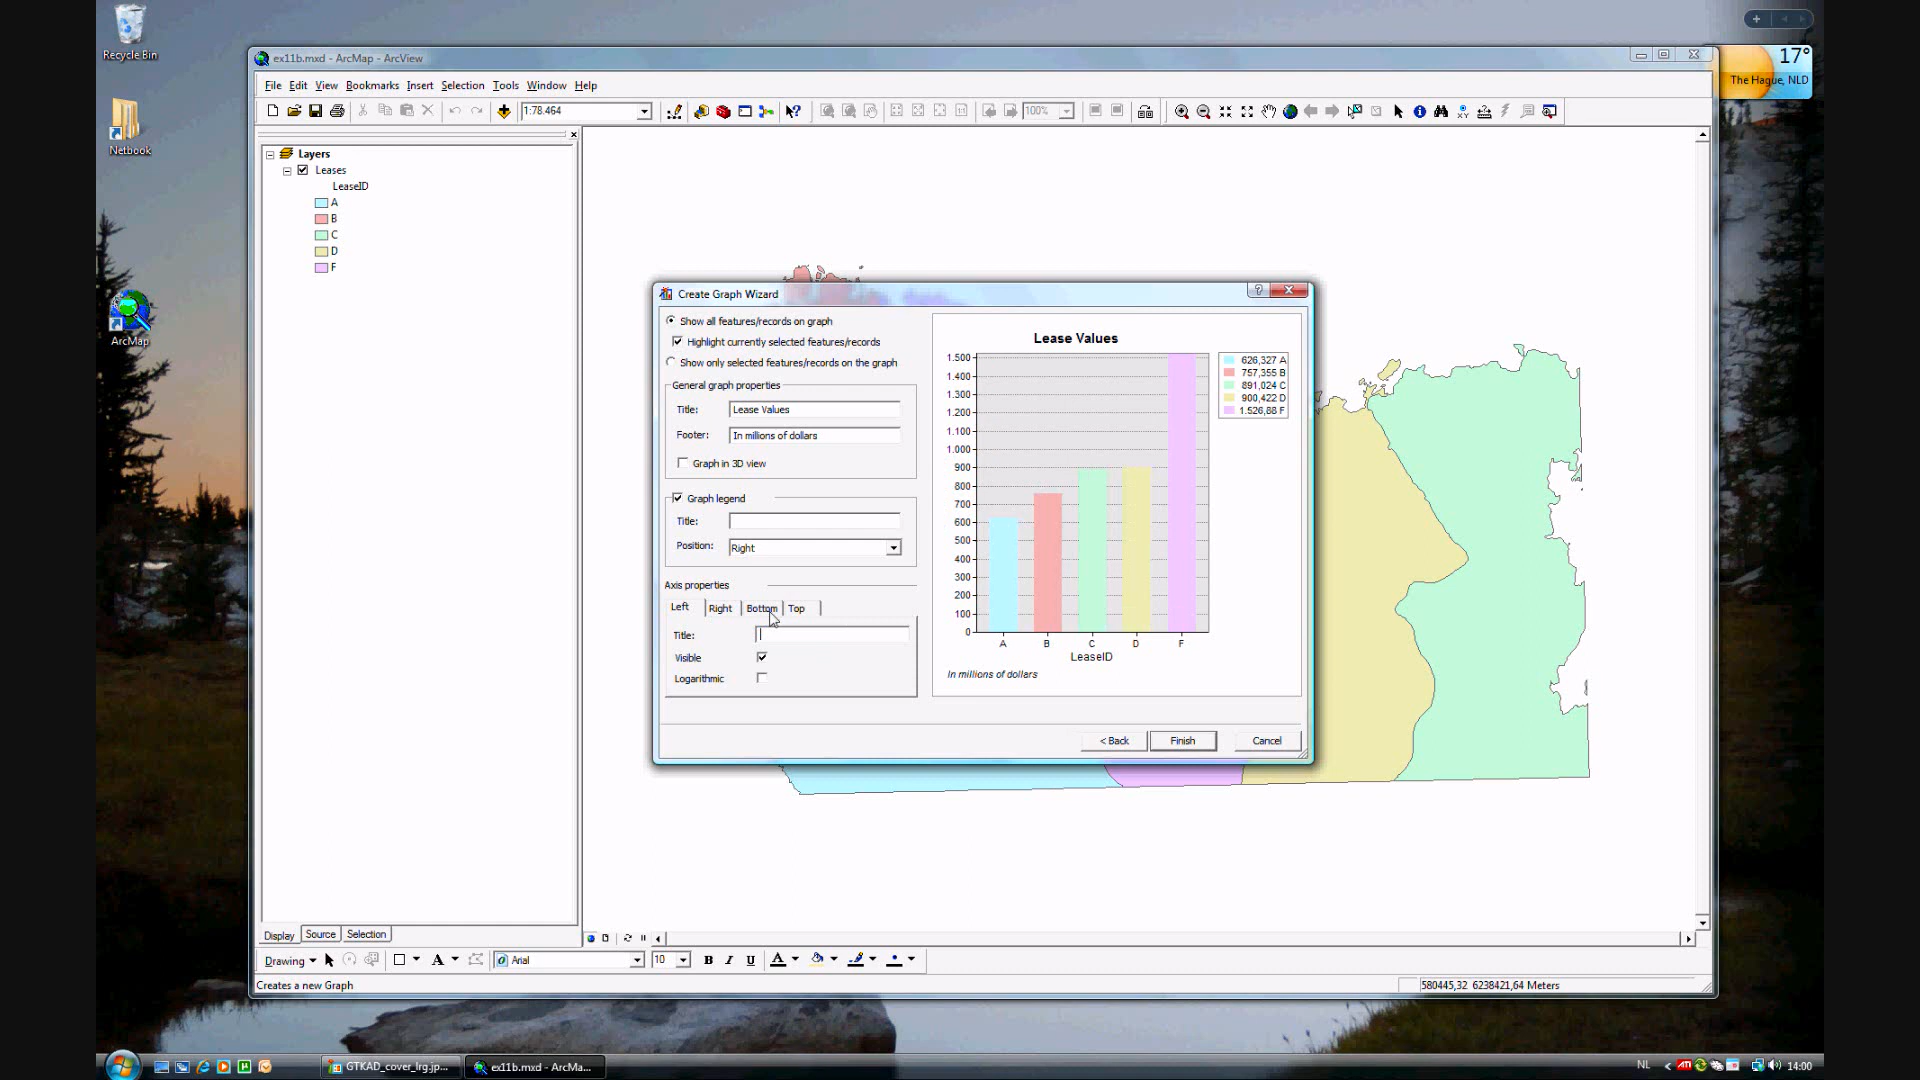 Recycle Bin
Netbook
ArcMap
17°
The Hague, NLD
ex11b.mxd - ArcMap - ArcView
File Edit View Bookmarks Insert Selection Tools Window Help
1:78.464
100%
Layers
Leases
LeaseID
A
B
C
D
F
Create Graph Wizard
Show all features/records on graph
Highlight currently selected features/records
Show only selected features/records on the graph
General graph properties
Title: Lease Values
Footer: In millions of dollars
Graph in 3D view
Graph legend
Title:
Position: Right
Axis properties
Left Right Bottom Top
Title:
Visible
Logarithmic
Lease Values
1.500
1.400
1.300
1.200
1.100
1.000
900
800
700
600
500
400
300
200
100
0
A B C D F
LeaseID
In millions of dollars
626,327 A
757,355 B
891,024 C
900,422 D
1.526,88 F
< Back Finish Cancel
Display Source Selection
Drawing A Arial 10 B I U A
Creates a new Graph
580445,32 6238421,64 Meters
GTKAD_cover_lrg.jp...
ex11b.mxd - ArcMa...
NL
14:00